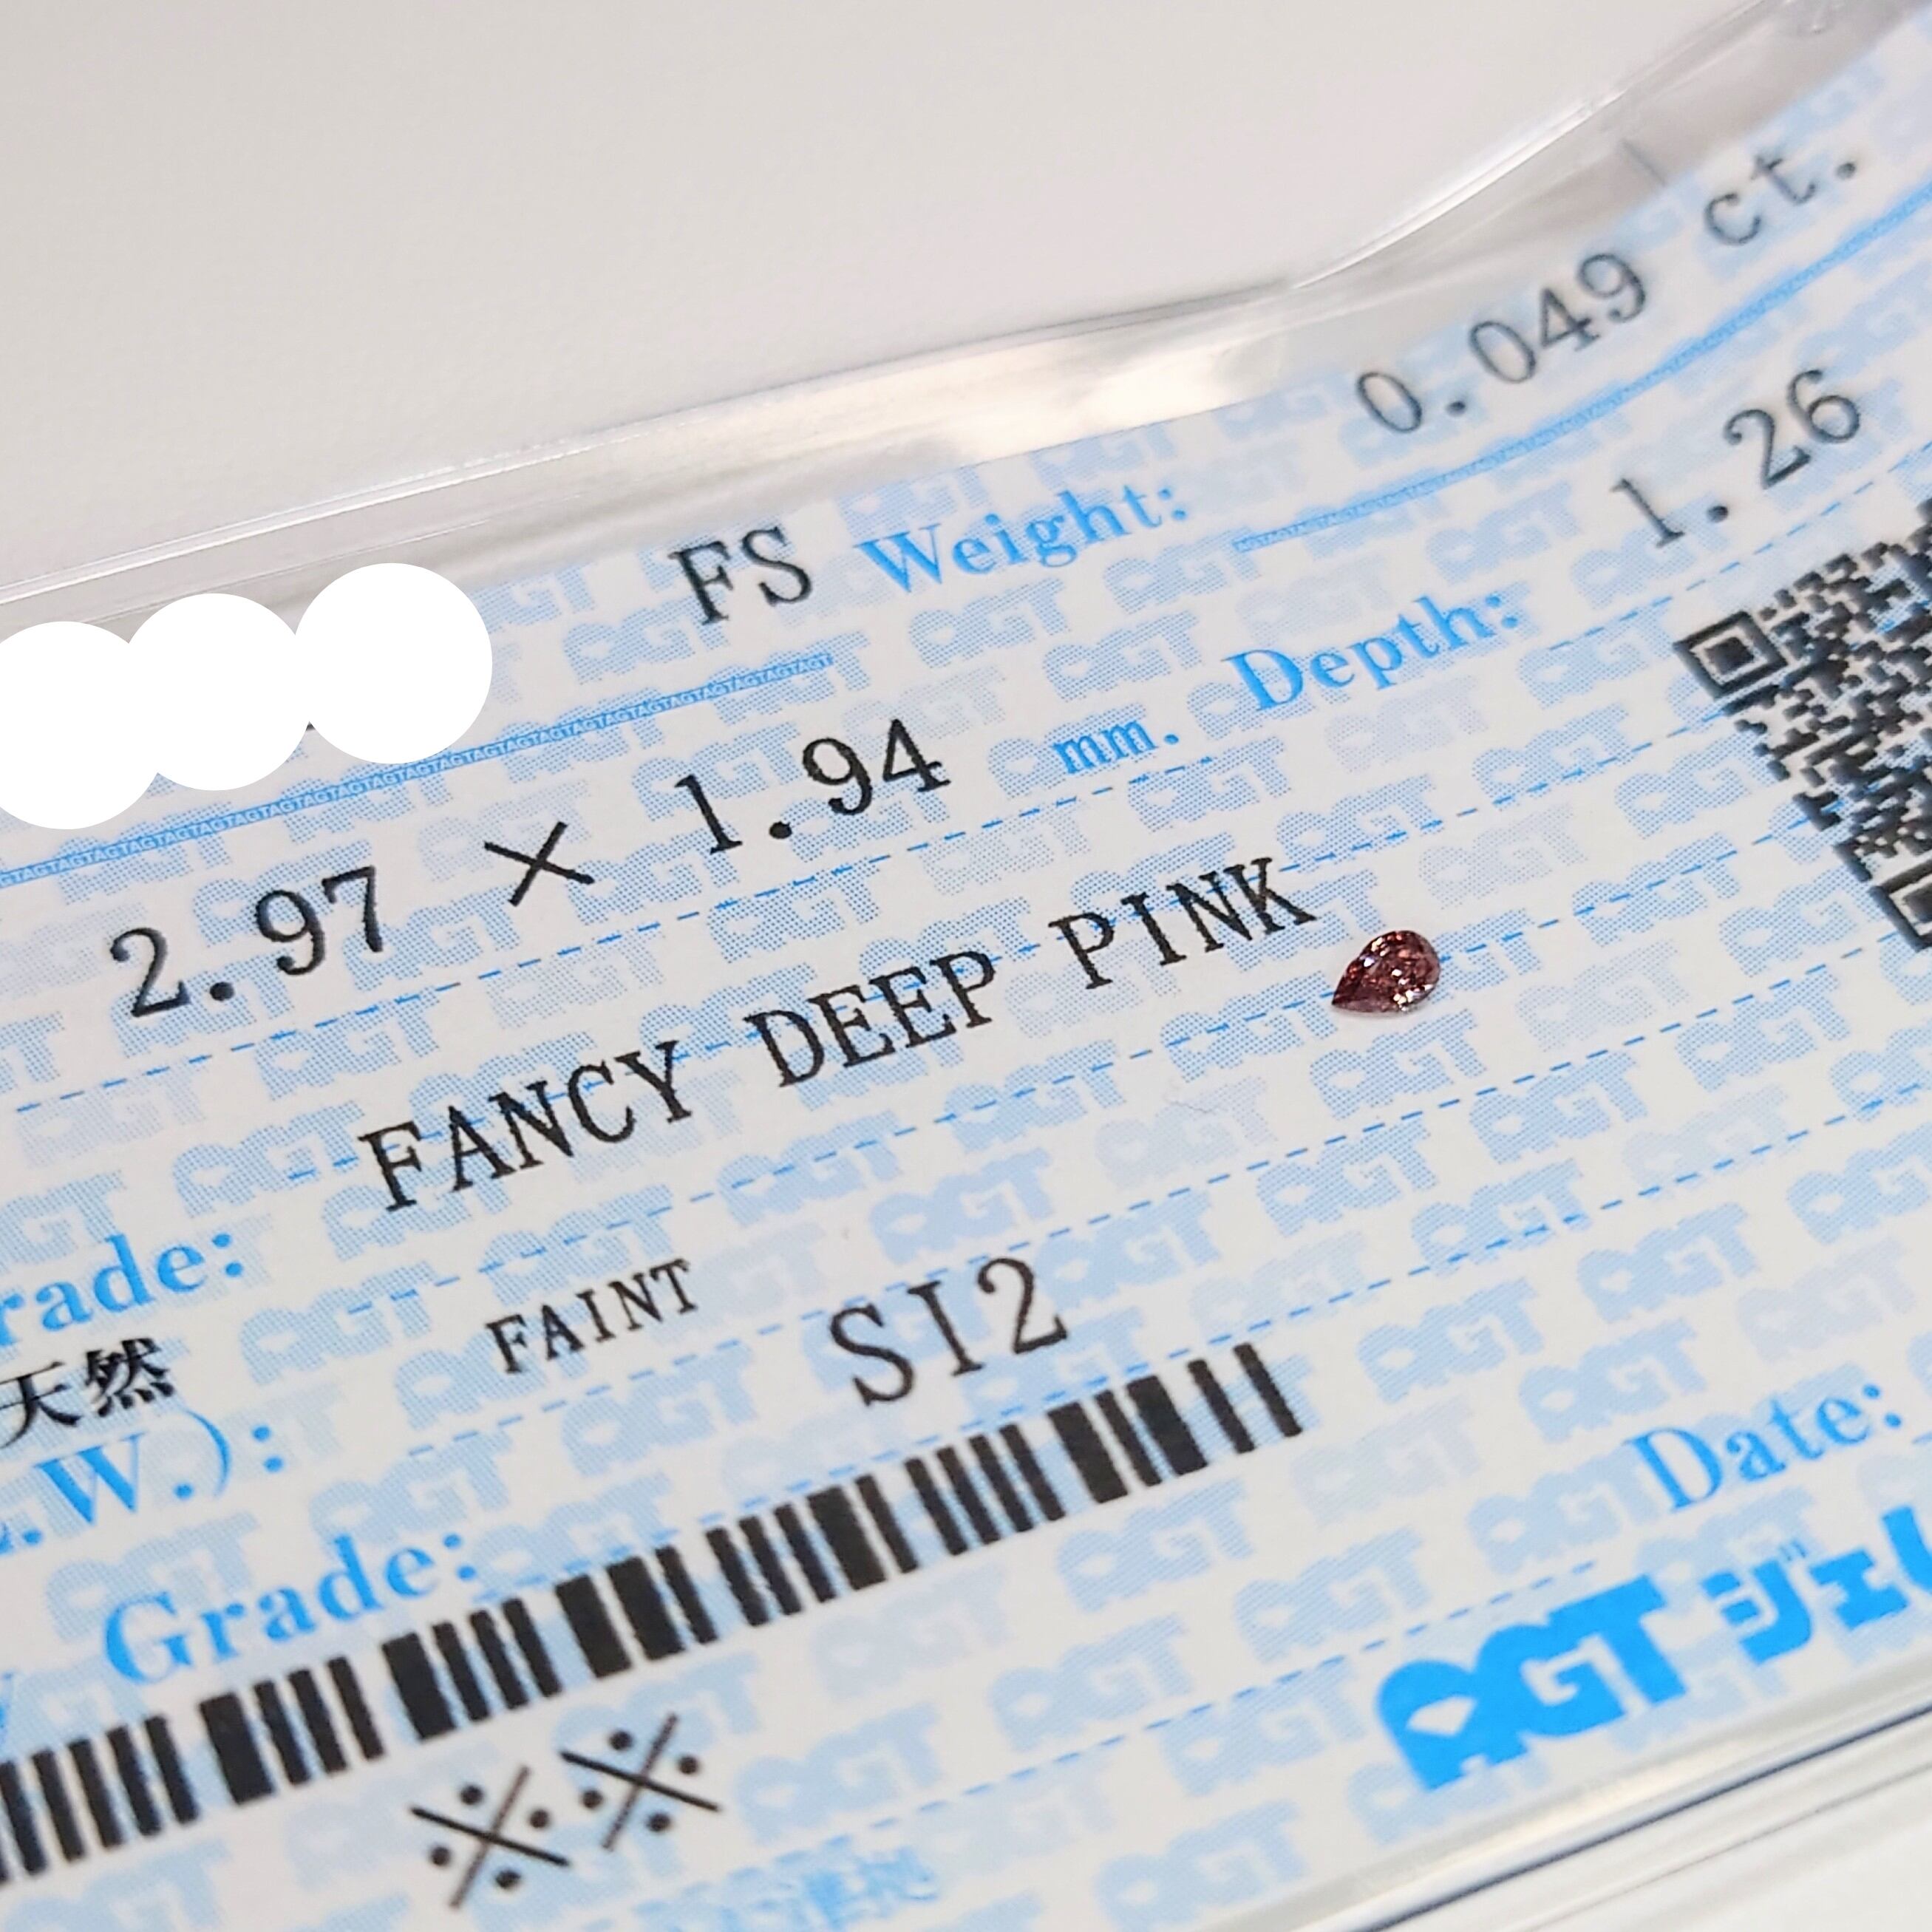 FS Weight: 0.049 ct.
2.97 × 1.94 mm. Depth: 1.26
rade: FANCY DEEP PINK
天然
.W.): FAINT
Grade: SI2
Date:
※※
AGT ジェ